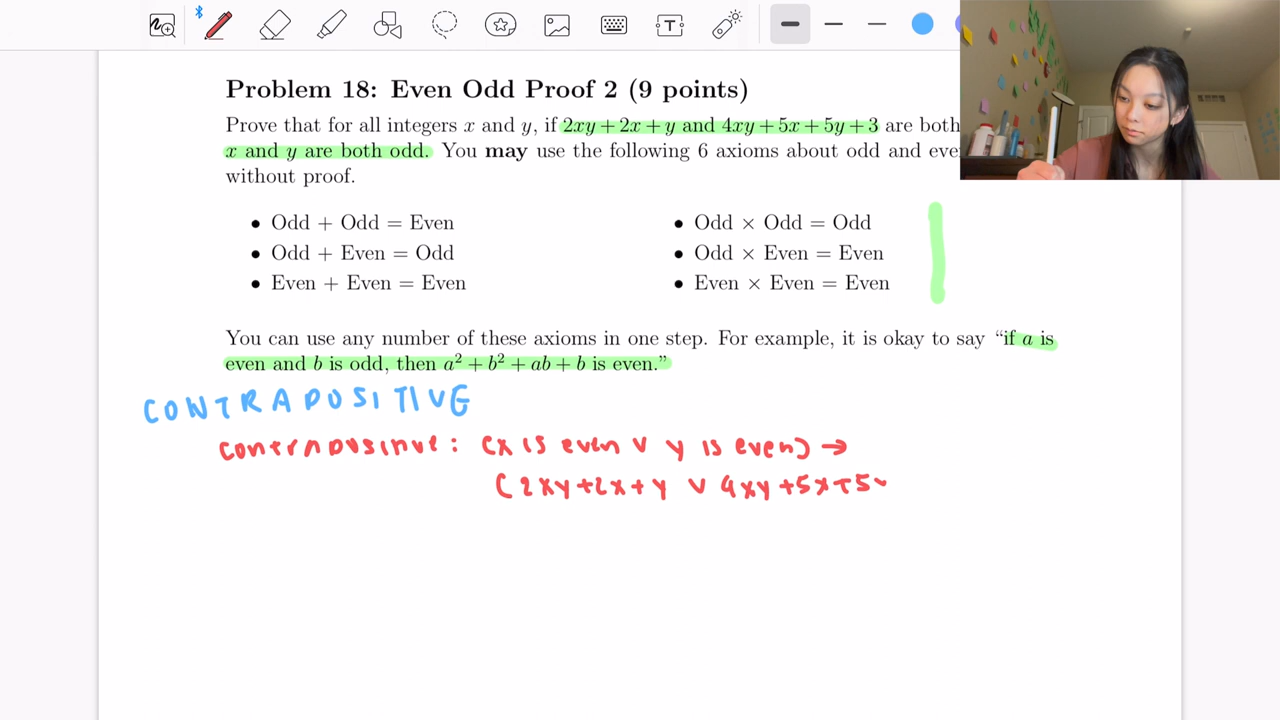 Problem 18: Even Odd Proof 2 (9 points)
Prove that for all integers x and y, if 2xy + 2x + y and 4xy + 5x + 5y + 3 are both
x and y are both odd. You may use the following 6 axioms about odd and eve
without proof.
• Odd + Odd = Even
• Odd + Even = Odd
• Even + Even = Even
• Odd × Odd = Odd
• Odd × Even = Even
• Even × Even = Even
You can use any number of these axioms in one step. For example, it is okay to say “if a is
even and b is odd, then a² + b² + ab + b is even.”
CONTRAPOSITIVE
contrapositive: (x is even ∨ y is even) →
(2xy+2x+y ∨ 4xy+5x+5
T